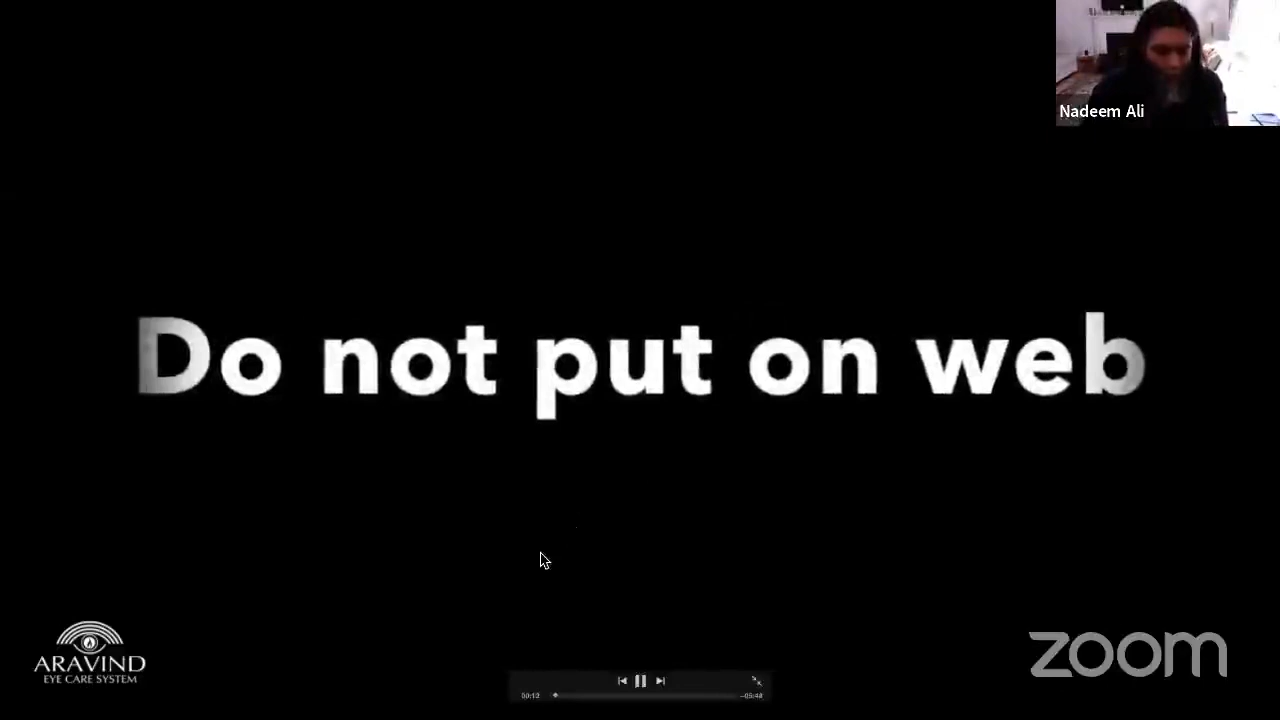 Nadeem Ali
Do not put on web
ARAVIND
EYE CARE SYSTEM
zoom